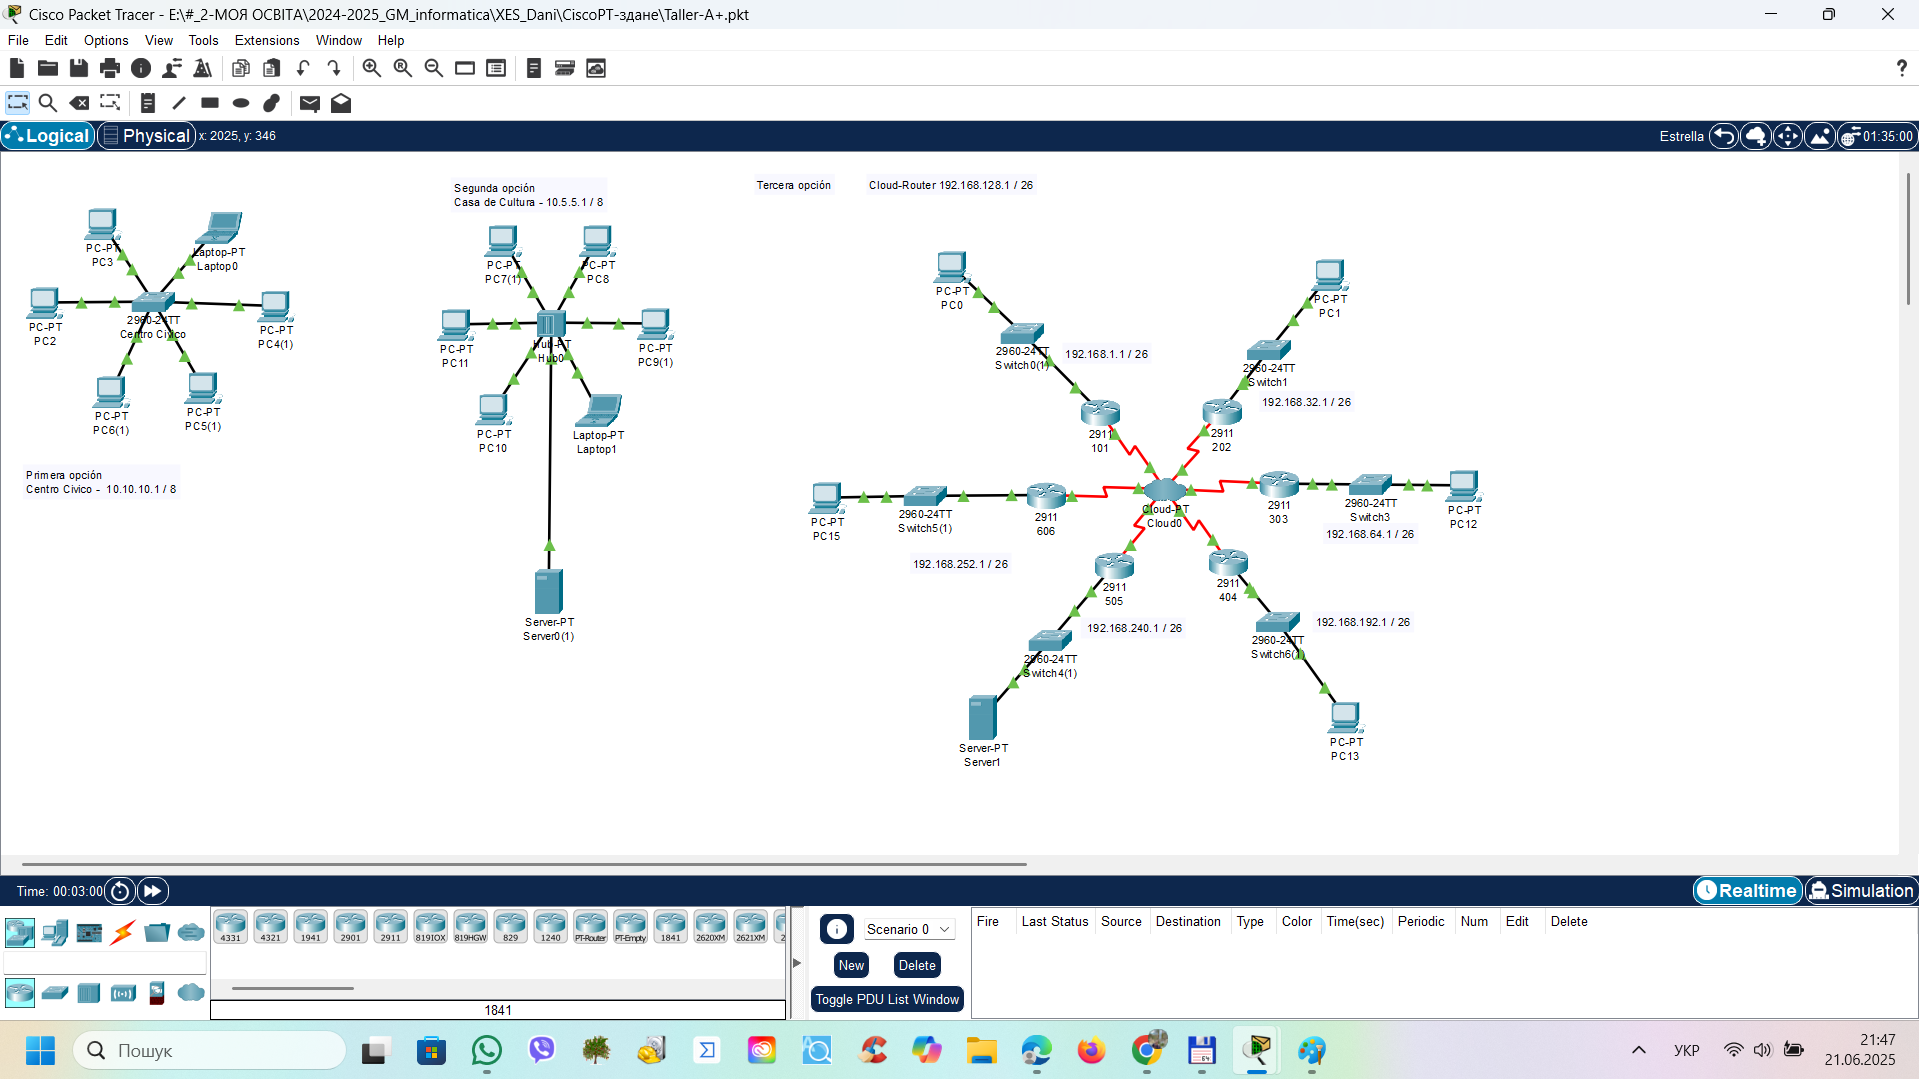 Cisco Packet Tracer - E:\#_2-МОЯ ОСВІТА\2024-2025_GM_informatica\XES_Dani\CiscoPT-здане\Taller-A+.pkt
File Edit Options View Tools Extensions Window Help
Logical Physical x: 2025, y: 346
Estrella 01:35:00
Segunda opción
Casa de Cultura - 10.5.5.1 / 8
Tercera opción
Cloud-Router 192.168.128.1 / 26
PC-PT
PC3
Laptop-PT
Laptop0
PC-PT
PC2
2960-24TT
Centro Civico
PC-PT
PC4(1)
PC-PT
PC6(1)
PC-PT
PC5(1)
Primera opción
Centro Civico - 10.10.10.1 / 8
PC-PT
PC7(1)
PC-PT
PC8
PC-PT
PC11
Hub-PT
Hub0
PC-PT
PC9(1)
PC-PT
PC10
Laptop-PT
Laptop1
Server-PT
Server0(1)
PC-PT
PC0
PC-PT
PC1
2960-24TT
Switch0(1)
192.168.1.1 / 26
2960-24TT
Switch1
192.168.32.1 / 26
2911
101
2911
202
PC-PT
PC15
2960-24TT
Switch5(1)
2911
606
Cloud-PT
Cloud0
2911
303
2960-24TT
Switch3
PC-PT
PC12
192.168.64.1 / 26
192.168.252.1 / 26
2911
505
2911
404
192.168.240.1 / 26
192.168.192.1 / 26
2960-24TT
Switch4(1)
2960-24TT
Switch6(1)
Server-PT
Server1
PC-PT
PC13
Time: 00:03:00
Realtime Simulation
4331 4321 1941 2901 2911 819IOX 819HGW 829 1240 PT-Router PT-Empty 1841 2620XM 2621XM 2
1841
Scenario 0
New Delete
Toggle PDU List Window
Fire Last Status Source Destination Type Color Time(sec) Periodic Num Edit Delete
Пошук
УКР
21:47
21.06.2025